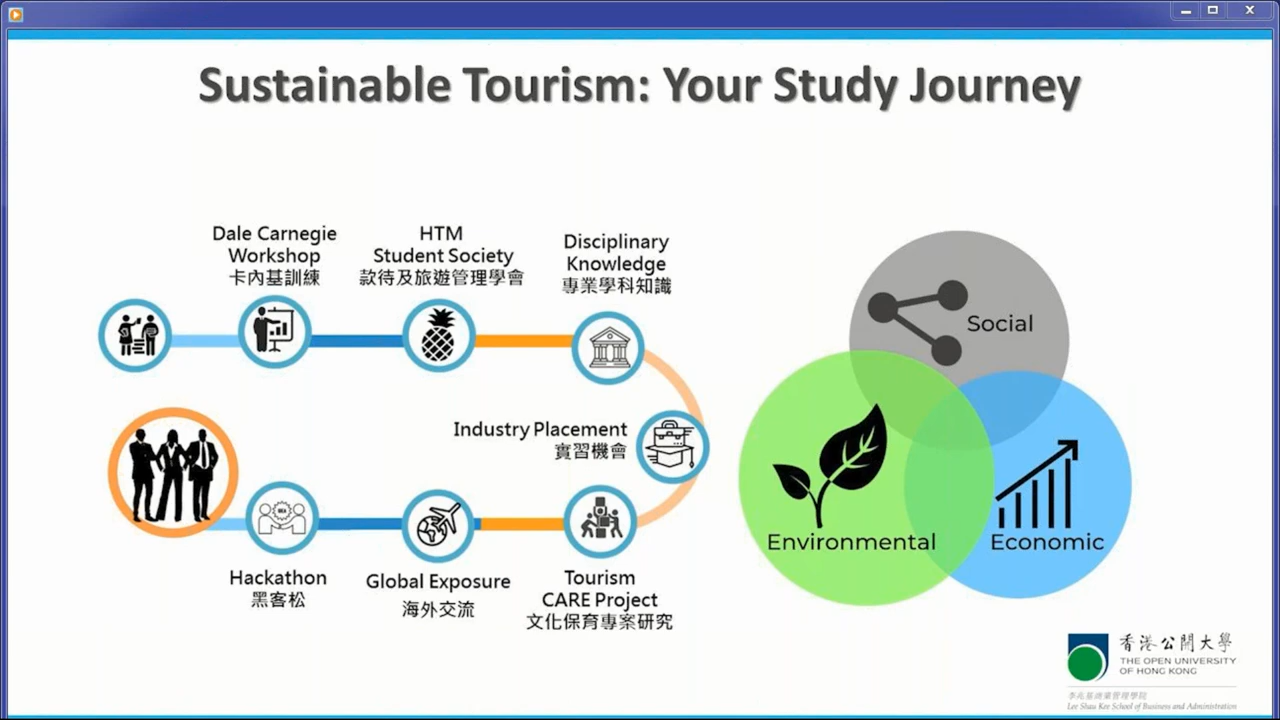 Sustainable Tourism: Your Study Journey
Dale Carnegie
Workshop
卡內基訓練
HTM
Student Society
款待及旅遊管理學會
Disciplinary
Knowledge
專業學科知識
Industry Placement
實習機會
Hackathon
黑客松
Global Exposure
海外交流
Tourism
CARE Project
文化保育專案研究
Social
Environmental
Economic
香港公開大學
THE OPEN UNIVERSITY
OF HONG KONG
李兆基商業管理學院
Lee Shau Kee School of Business and Administration